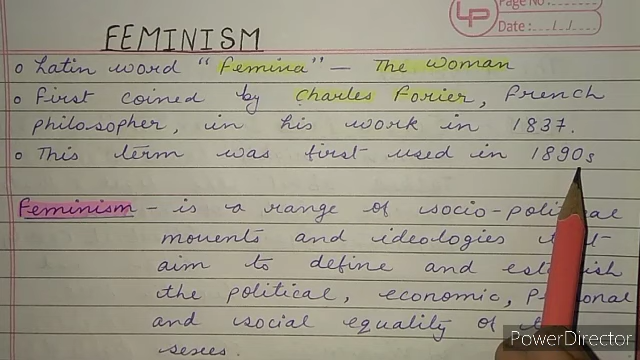 Page No:
Date: / /
FEMINISM
o Latin word "Femina" — The woman
o First coined by Charles Forier, French
philosopher, in his work in 1837.
o This term was first used in 1890s
Feminism - is a range of socio-political
movents and ideologies
aim to define and establish
the political, economic,
and social equality of
sexes.
PowerDirector